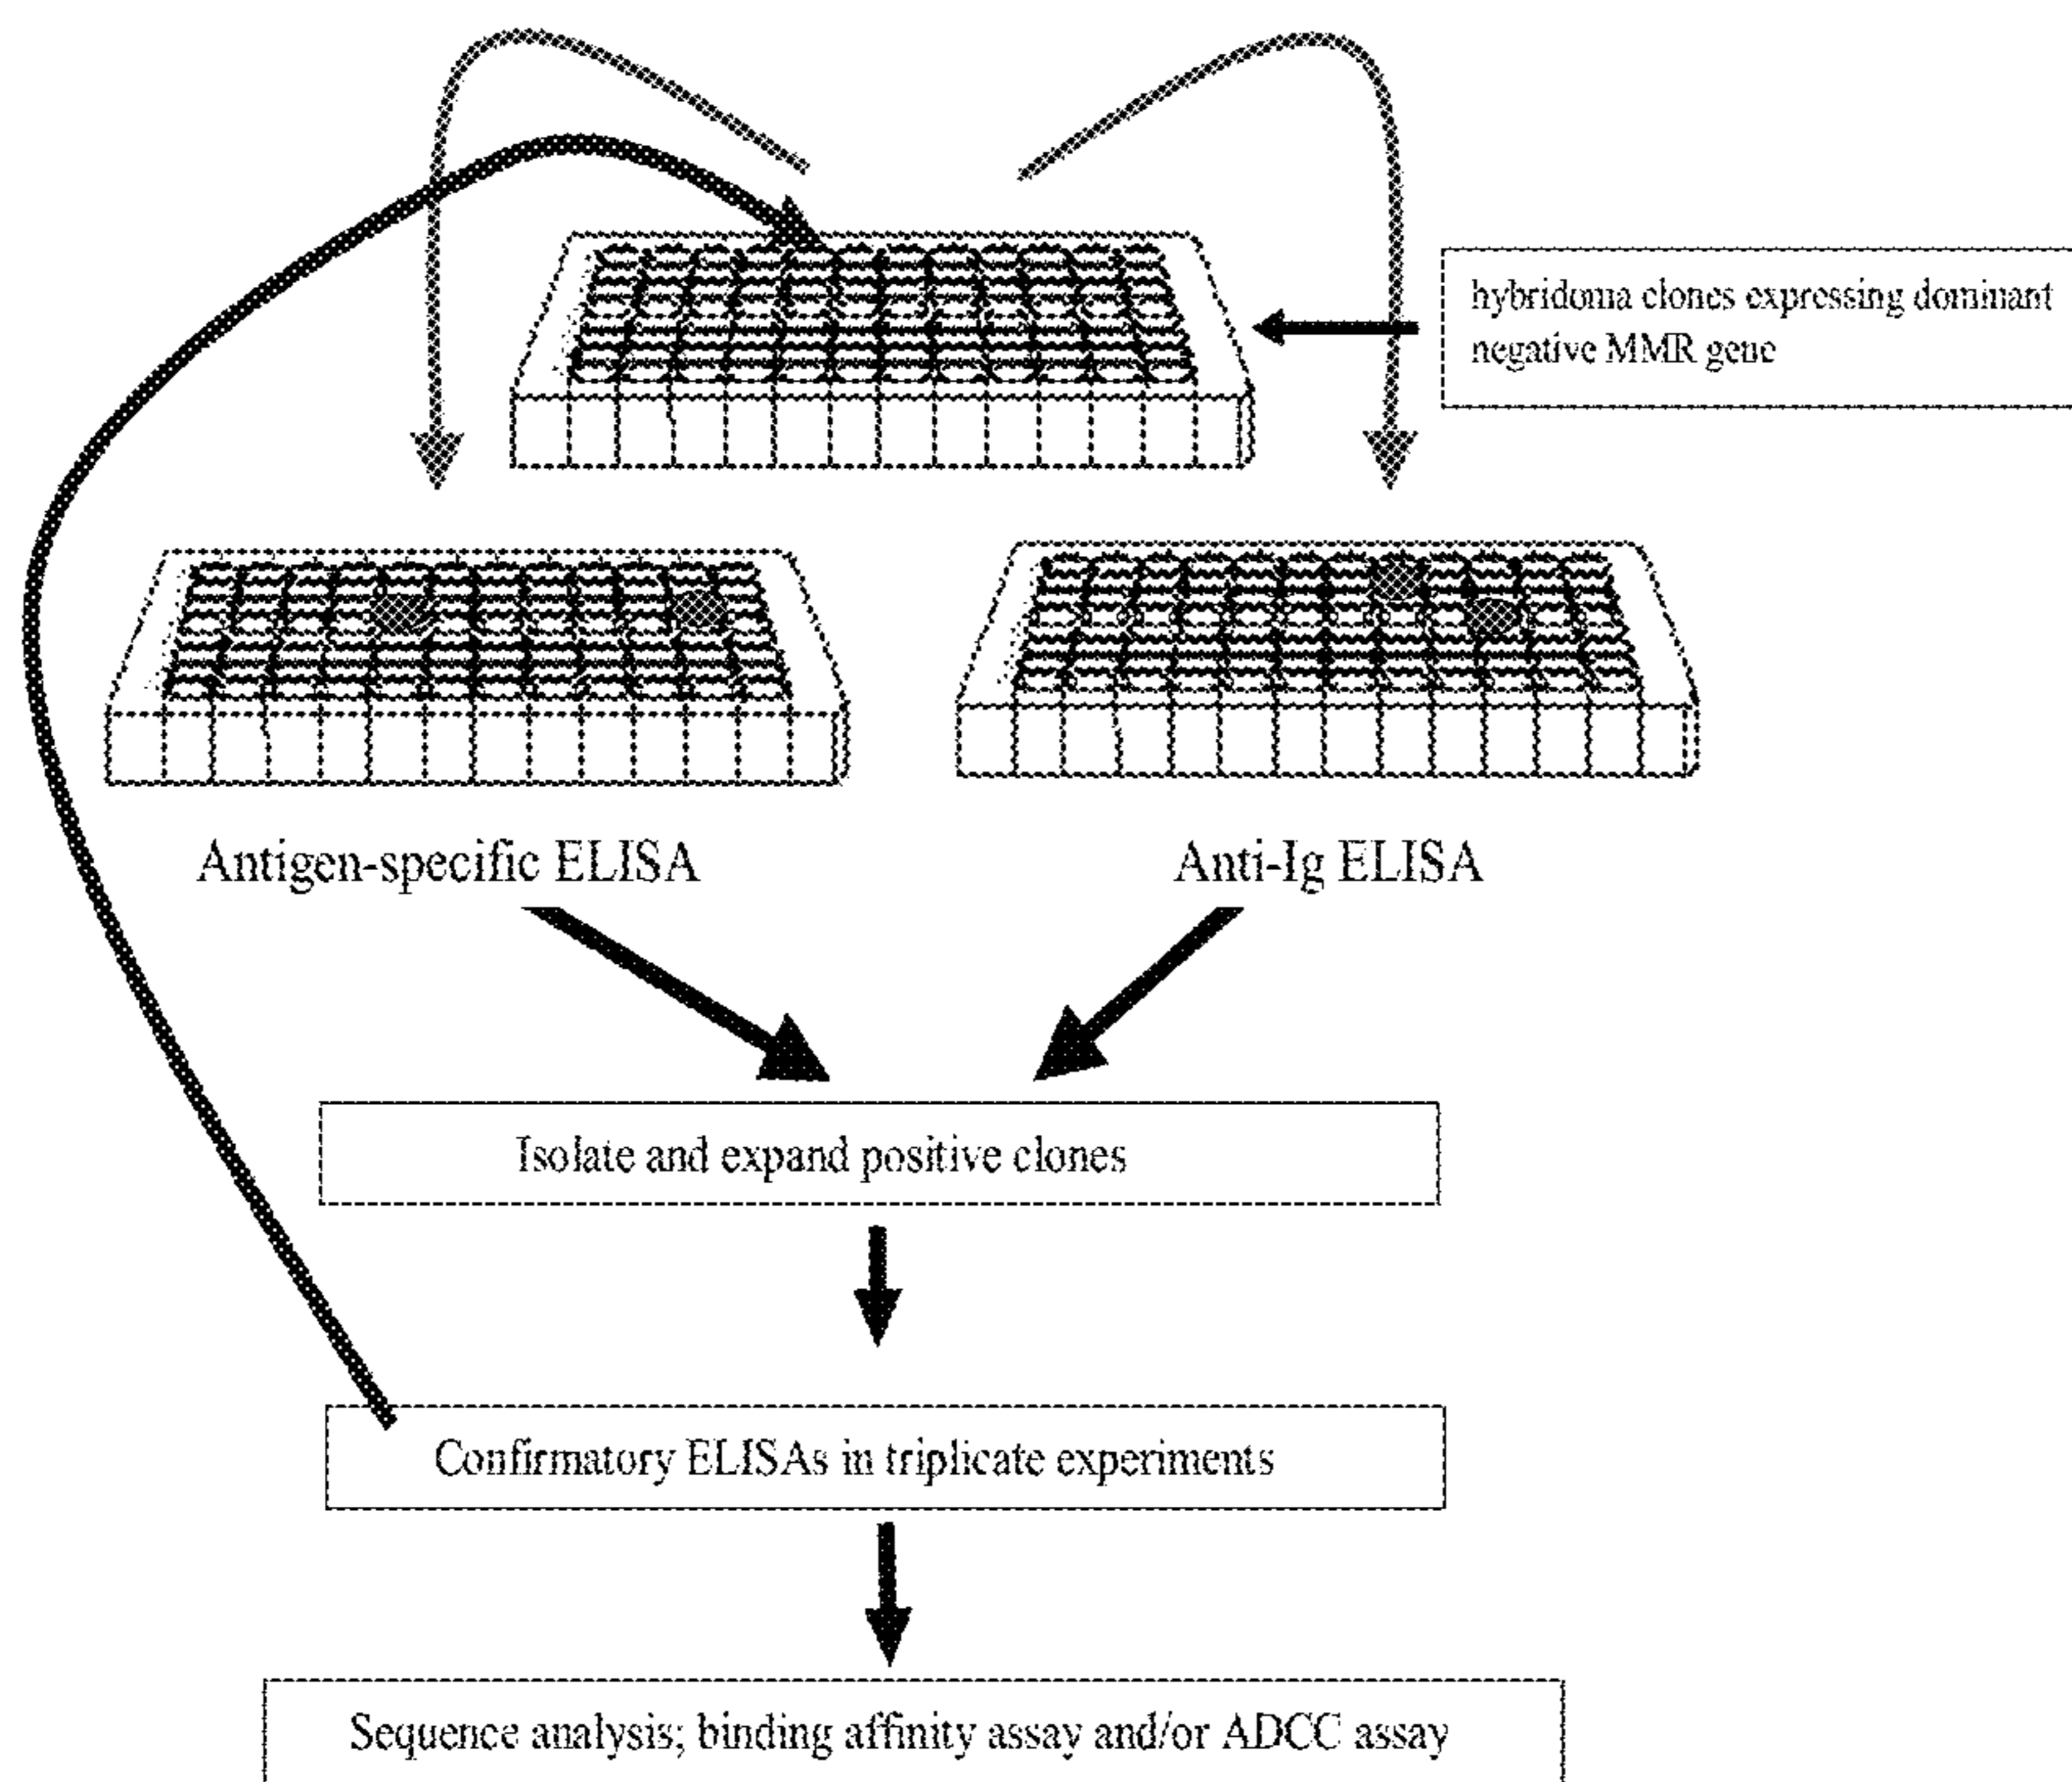 hybridoma clones expressing dominant
negative MMR gene
Antigen-specific ELISA
Anti-Ig ELISA
Isolate and expand positive clones
Confirmatory ELISAs in triplicate experiments
Sequence analysis; binding affinity assay and/or ADCC assay